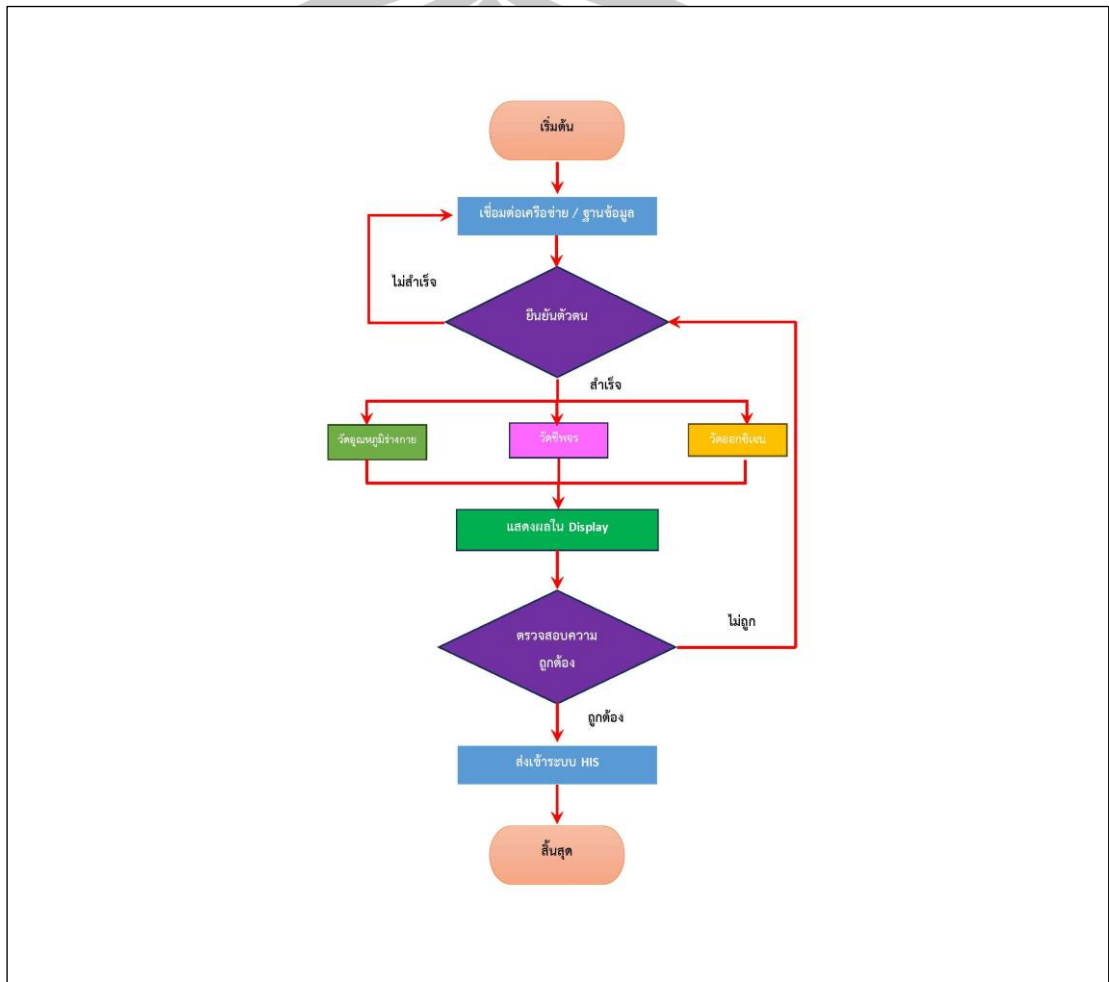 เริ่มต้น
เชื่อมต่อเครือข่าย / ฐานข้อมูล
ไม่สำเร็จ
ยืนยันตัวตน
สำเร็จ
วัดอุณหภูมิร่างกาย
วัดชีพจร
วัดออกซิเจน
แสดงผลใน Display
ไม่ถูก
ตรวจสอบความ
ถูกต้อง
ถูกต้อง
ส่งเข้าระบบ HIS
สิ้นสุด